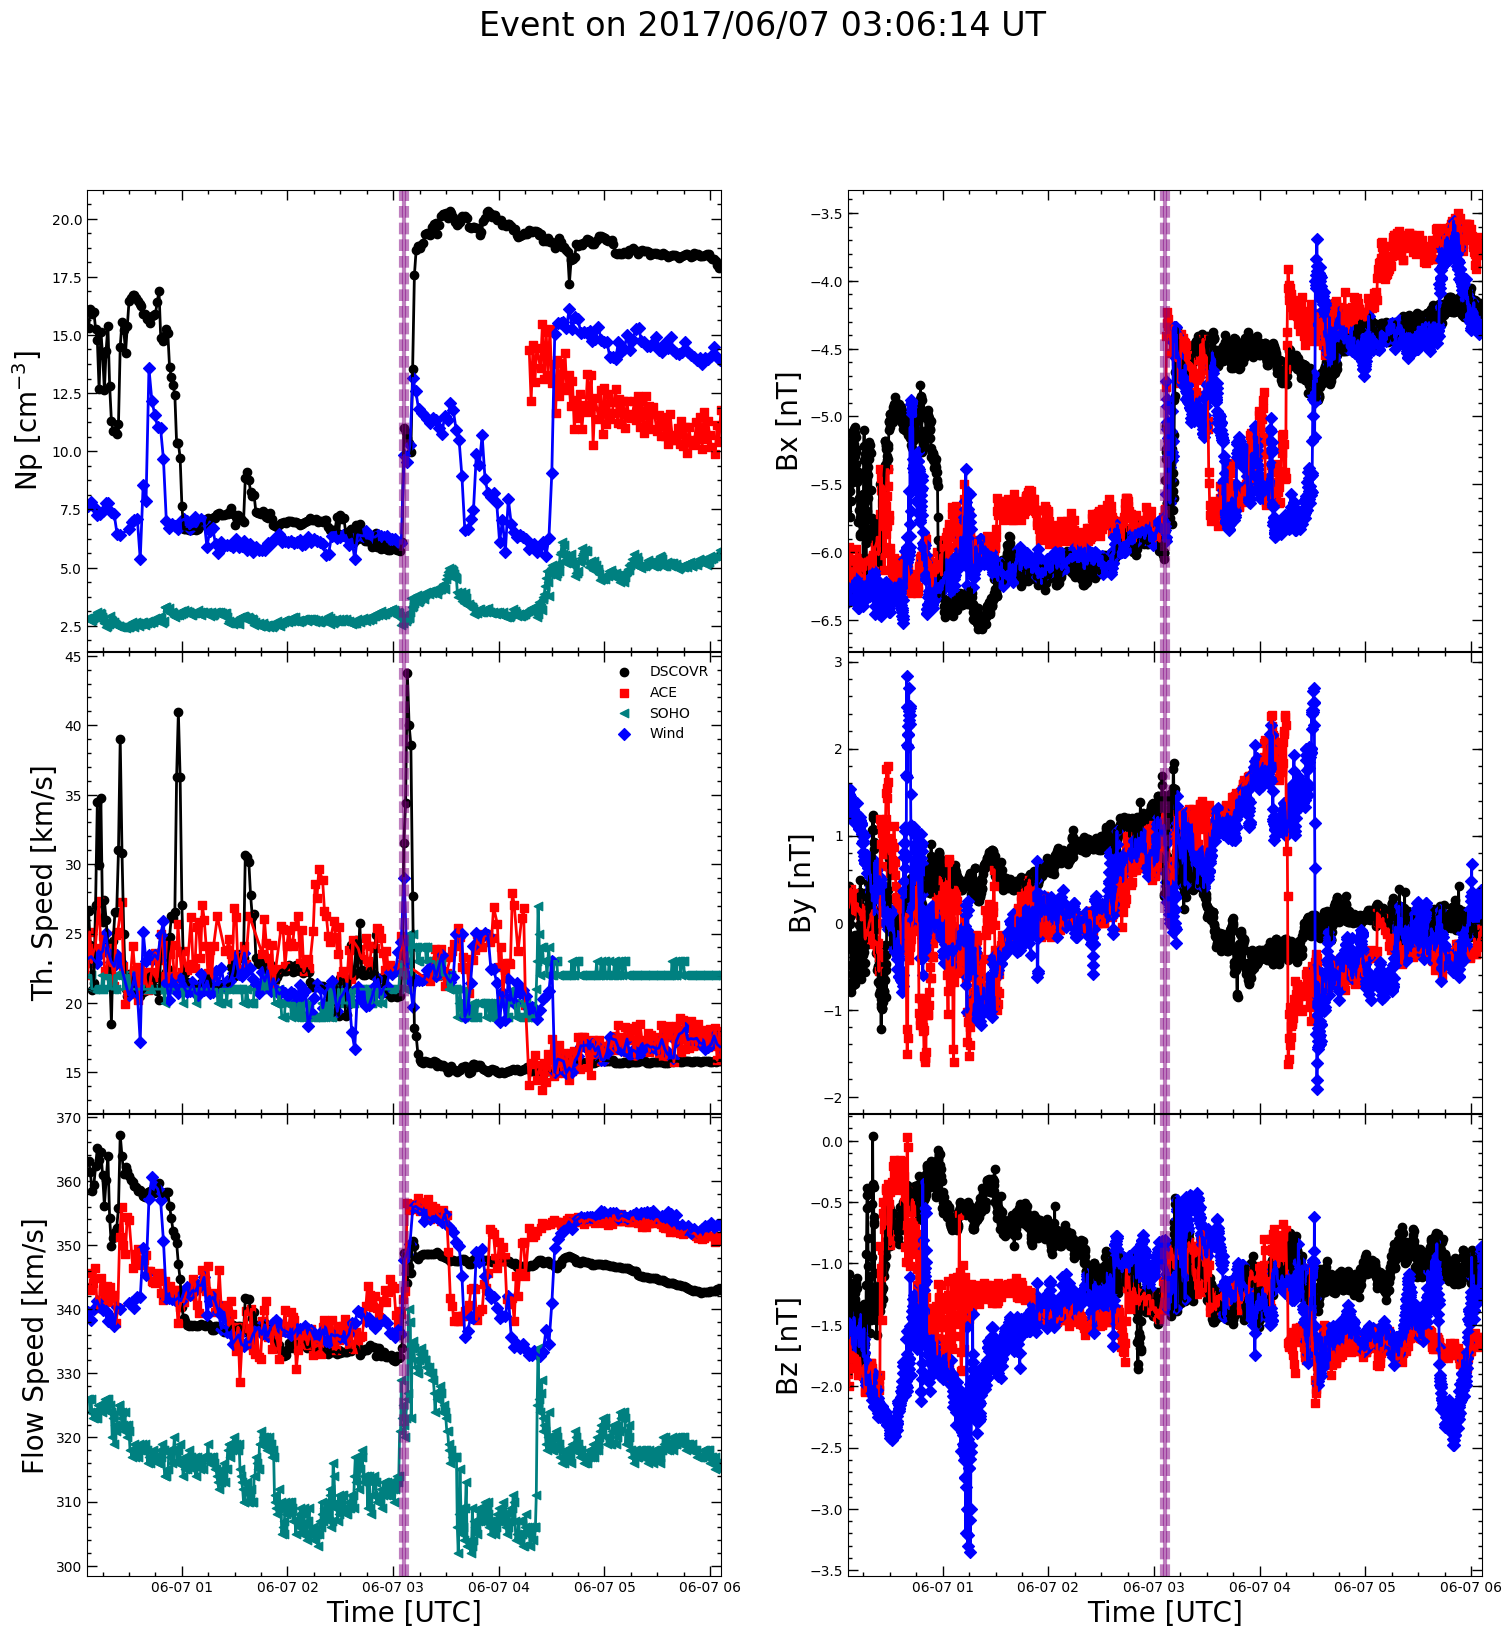 Event on 2017/06/07 03:06:14 UT
Np [cm⁻³]
20.0
17.5
15.0
12.5
10.0
7.5
5.0
2.5
Bx [nT]
−3.5
−4.0
−4.5
−5.0
−5.5
−6.0
−6.5
Th. Speed [km/s]
45
40
35
30
25
20
15
DSCOVR
ACE
SOHO
Wind
By [nT]
3
2
1
0
−1
−2
Flow Speed [km/s]
370
360
350
340
330
320
310
300
06-07 01 06-07 02 06-07 03 06-07 04 06-07 05 06-07 06
Time [UTC]
Bz [nT]
0.0
−0.5
−1.0
−1.5
−2.0
−2.5
−3.0
−3.5
06-07 01 06-07 02 06-07 03 06-07 04 06-07 05 06-07 06
Time [UTC]